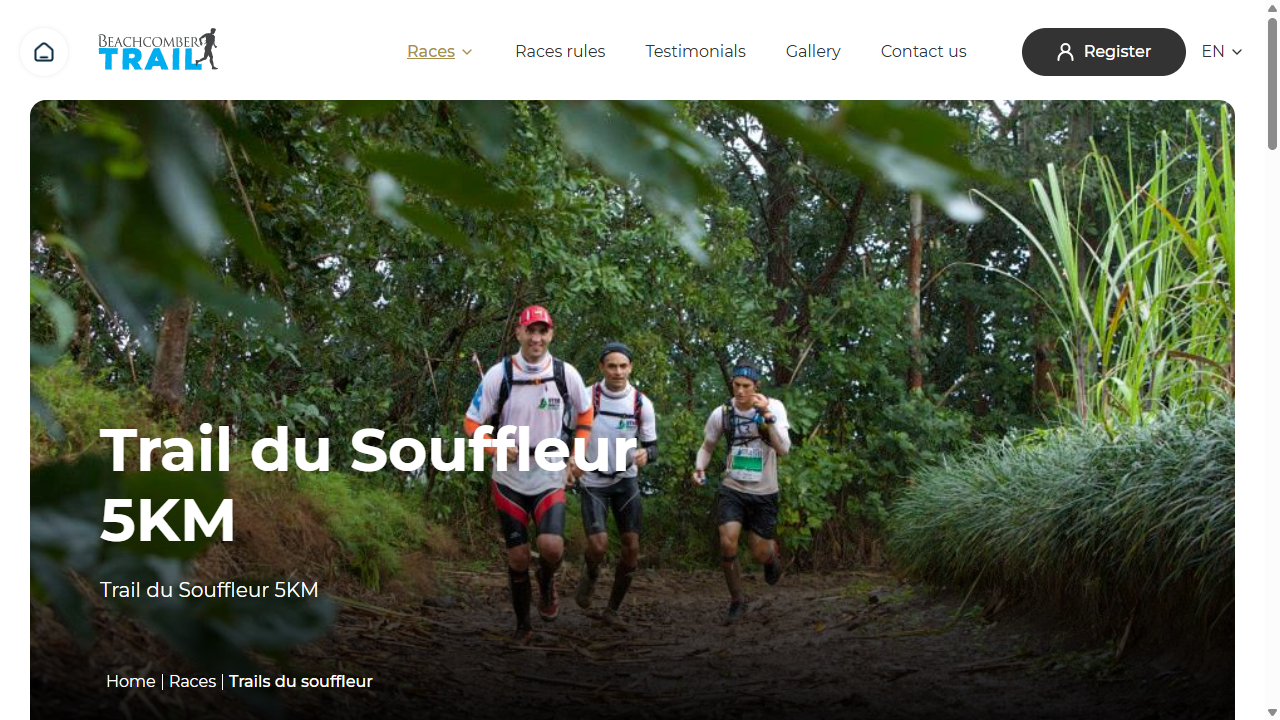 BEACHCOMBER
TRAIL
Races
Races rules
Testimonials
Gallery
Contact us
Register
EN
Trail du Souffleur
5KM
Trail du Souffleur 5KM
Home | Races | Trails du souffleur